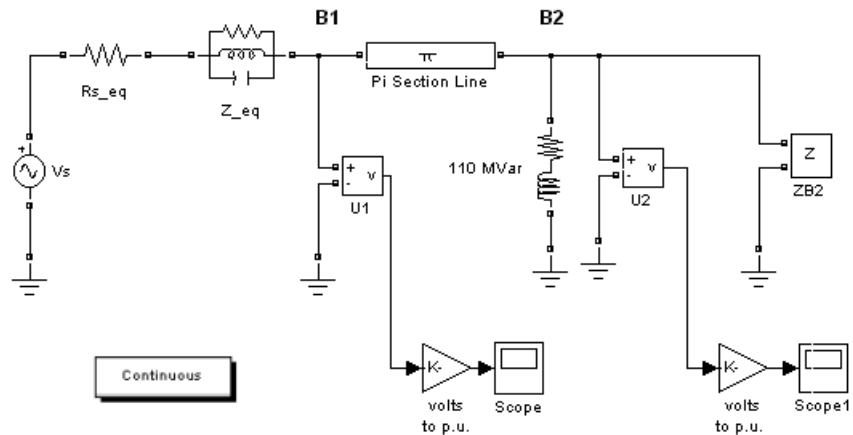 B1
B2
π
Pi Section Line
Rs_eq
Z_eq
+
Vs
+
-
v
U1
110 MVar
+
-
v
U2
Z
ZB2
Continuous
K-
volts
to p.u.
Scope
K-
volts
to p.u.
Scope1